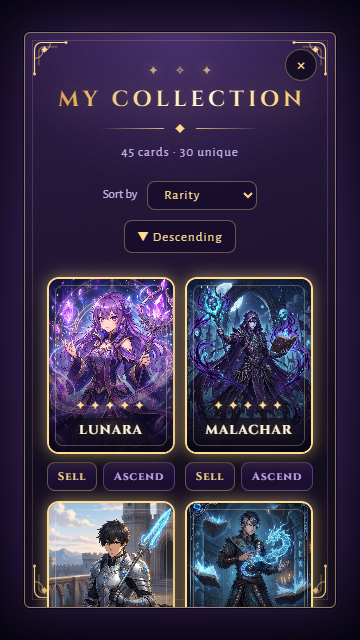 ×
MY COLLECTION
45 cards · 30 unique
Sort by Rarity
▼ Descending
LUNARA MALACHAR
SELL ASCEND SELL ASCEND